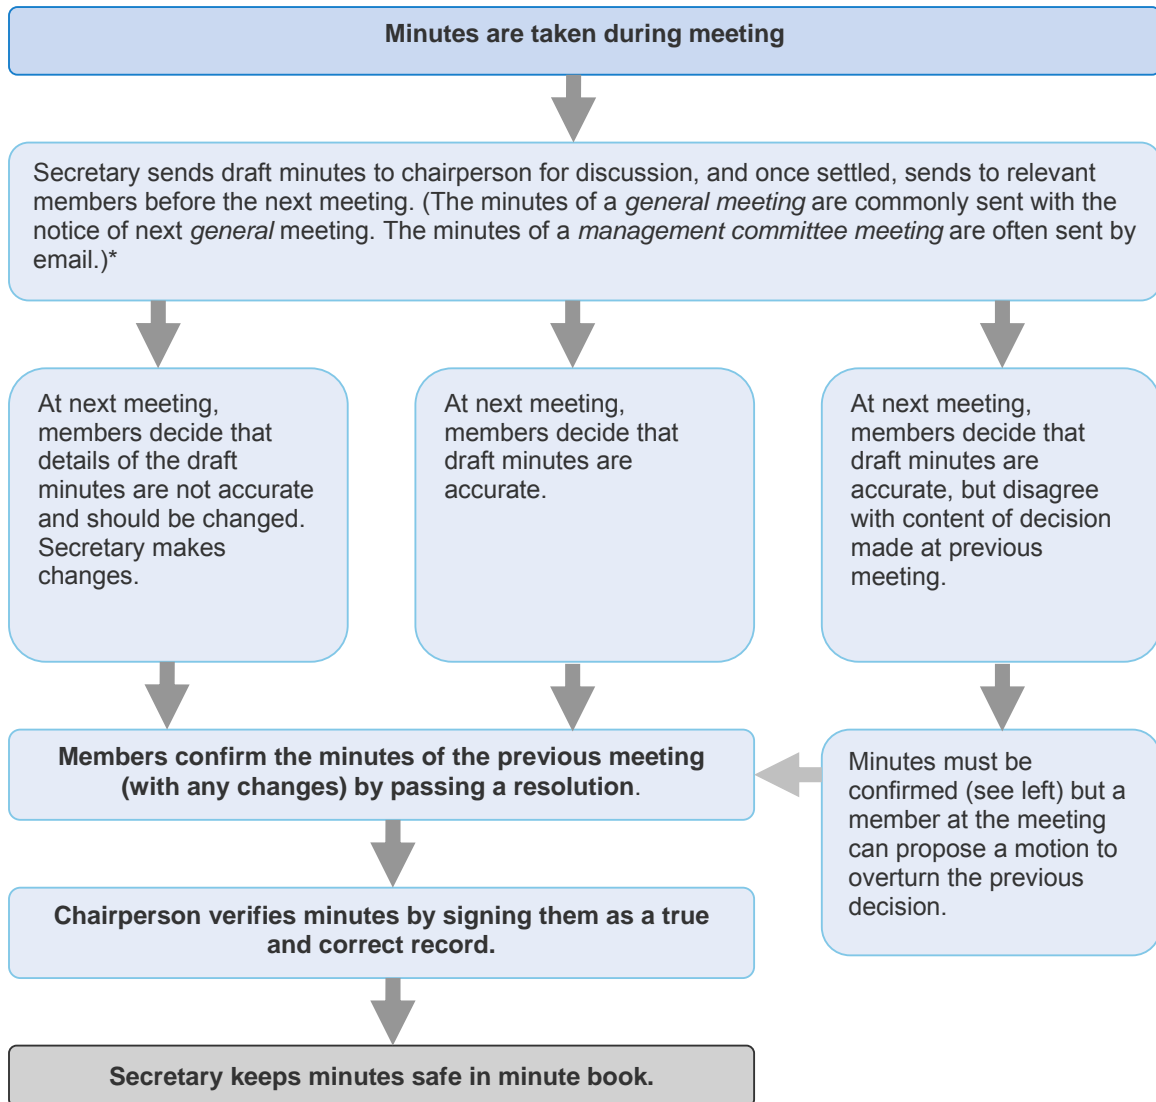 Minutes are taken during meeting
Secretary sends draft minutes to chairperson for discussion, and once settled, sends to relevant
members before the next meeting. (The minutes of a general meeting are commonly sent with the
notice of next general meeting. The minutes of a management committee meeting are often sent by
email.)*
At next meeting,
members decide that
details of the draft
minutes are not accurate
and should be changed.
Secretary makes
changes.
At next meeting,
members decide that
draft minutes are
accurate.
At next meeting,
members decide that
draft minutes are
accurate, but disagree
with content of decision
made at previous
meeting.
Members confirm the minutes of the previous meeting
(with any changes) by passing a resolution.
Minutes must be
confirmed (see left) but a
member at the meeting
can propose a motion to
overturn the previous
decision.
Chairperson verifies minutes by signing them as a true
and correct record.
Secretary keeps minutes safe in minute book.